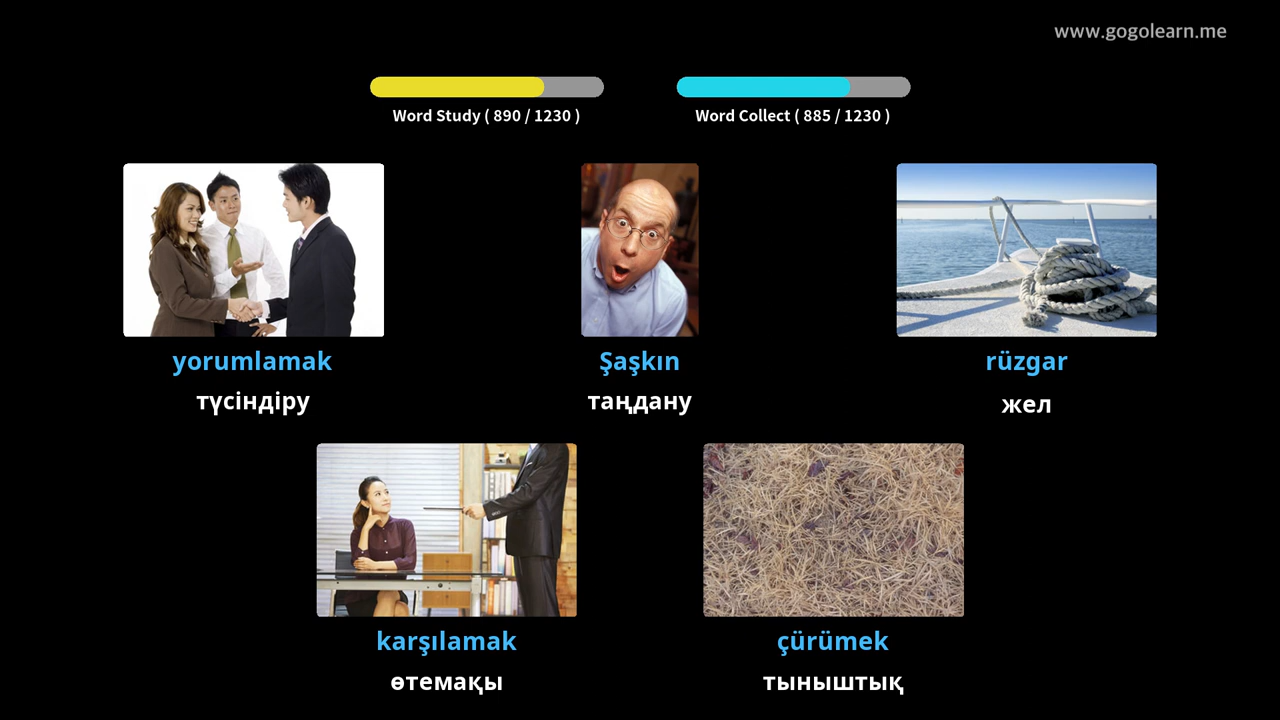 www.gogolearn.me
Word Study ( 890 / 1230 )
Word Collect ( 885 / 1230 )
yorumlamak
түсіндіру
Şaşkın
таңдану
rüzgar
жел
karşılamak
өтемақы
çürümek
тыныштық